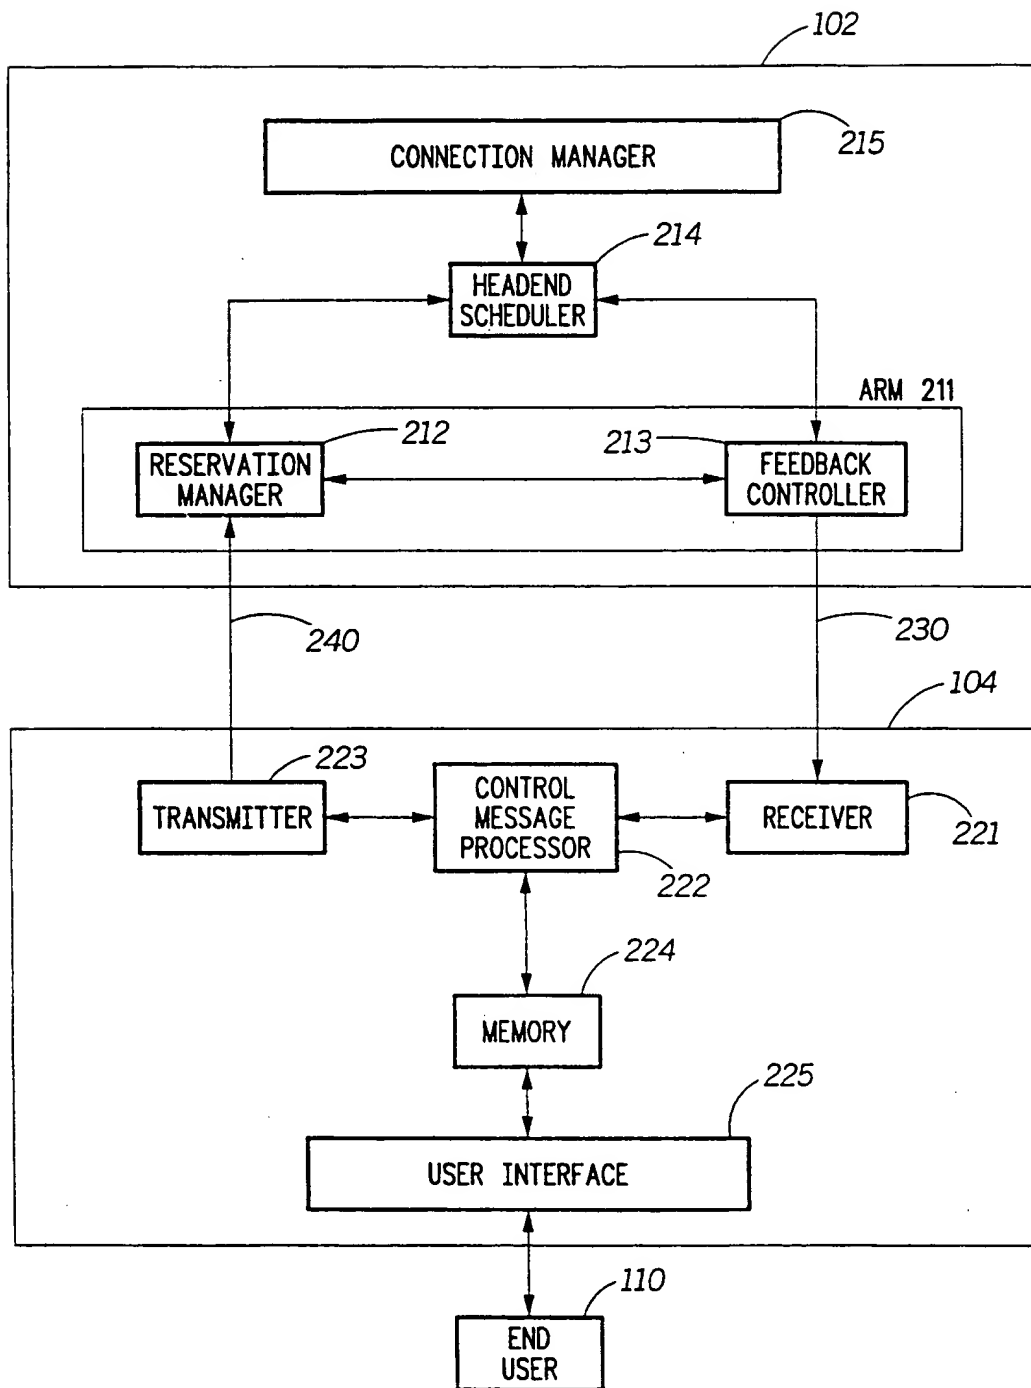 102
CONNECTION MANAGER
215
214
HEADEND
SCHEDULER
ARM 211
212
213
RESERVATION
MANAGER
FEEDBACK
CONTROLLER
240
230
104
223
TRANSMITTER
CONTROL
MESSAGE
PROCESSOR
RECEIVER
221
222
224
MEMORY
225
USER INTERFACE
110
END
USER